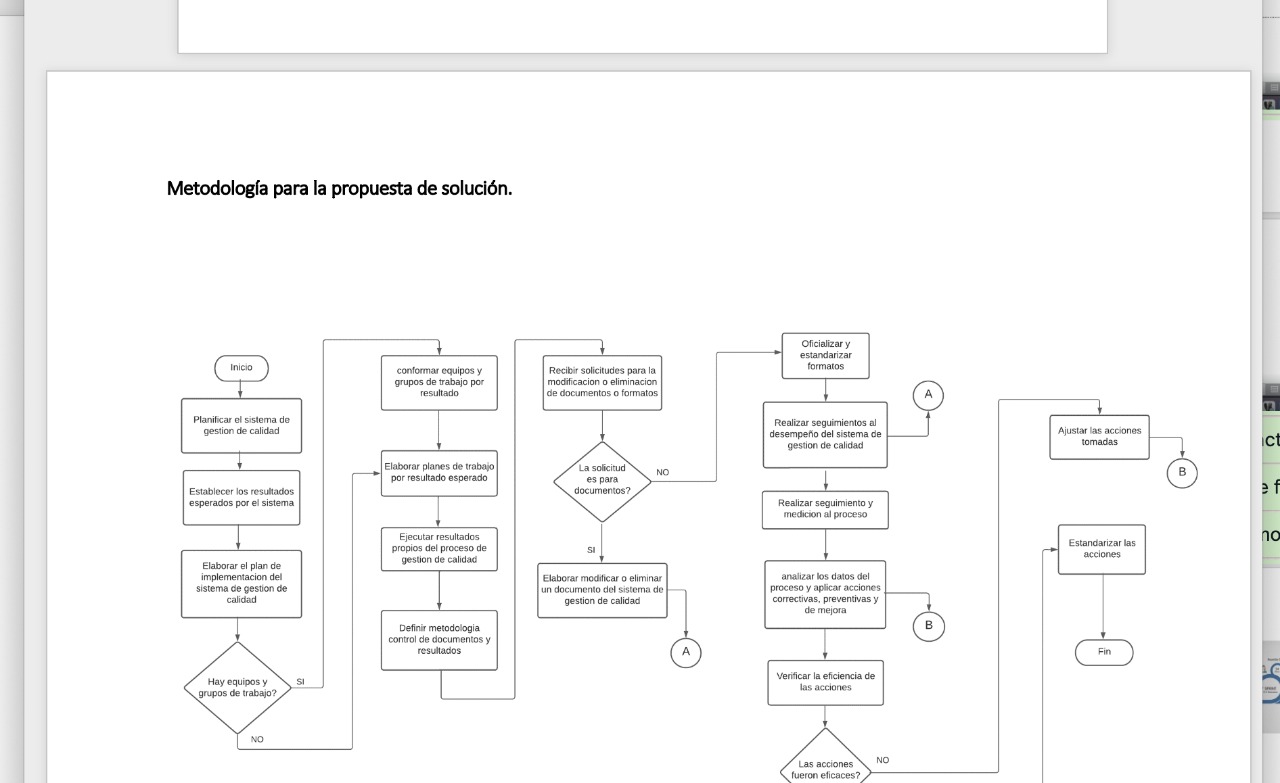 Metodología para la propuesta de solución.
Inicio
Planificar el sistema de
gestion de calidad
Establecer los resultados
esperados por el sistema
Elaborar el plan de
implementacion del
sistema de gestion de
calidad
Hay equipos y
grupos de trabajo?
SI
NO
conformar equipos y
grupos de trabajo por
resultado
Elaborar planes de trabajo
por resultado esperado
Ejecutar resultados
propios del proceso de
gestion de calidad
Definir metodologia
control de documentos y
resultados
Recibir solicitudes para la
modificacion o eliminacion
de documentos o formatos
La solicitud
es para
documentos?
NO
SI
Elaborar modificar o eliminar
un documento del sistema de
gestion de calidad
A
Oficializar y
estandarizar
formatos
Realizar seguimientos al
desempeño del sistema de
gestion de calidad
A
Realizar seguimiento y
medicion al proceso
analizar los datos del
proceso y aplicar acciones
correctivas, preventivas y
de mejora
B
Verificar la eficiencia de
las acciones
Las acciones
fueron eficaces?
NO
Ajustar las acciones
tomadas
B
Estandarizar las
acciones
Fin